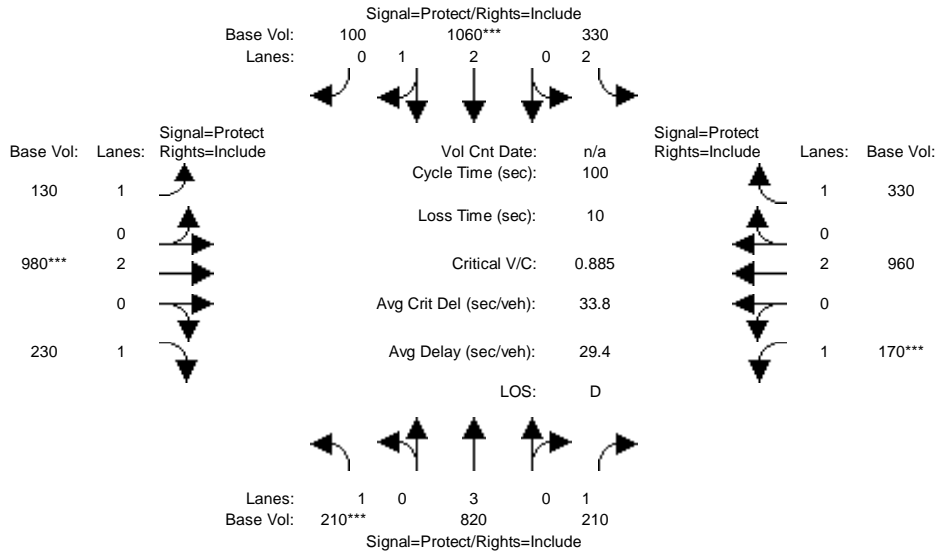 Signal=Protect/Rights=Include
Base Vol: 100 1060*** 330
Lanes: 0 1 2 0 2
Signal=Protect
Base Vol: Lanes: Rights=Include
Vol Cnt Date: n/a
Signal=Protect
Rights=Include Lanes: Base Vol:
Cycle Time (sec): 100
130 1
1 330
Loss Time (sec): 10
0
0
980*** 2
Critical V/C: 0.885
2 960
0
Avg Crit Del (sec/veh): 33.8
0
230 1
Avg Delay (sec/veh): 29.4
1 170***
LOS: D
Lanes: 1 0 3 0 1
Base Vol: 210*** 820 210
Signal=Protect/Rights=Include